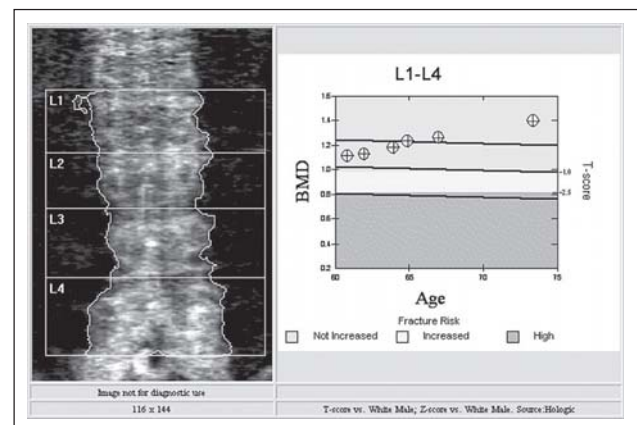 L1
L2
L3
L4
Image not for diagnostic use
116 x 144
L1-L4
1.6
1.4
1.2
1.0
0.8
0.6
0.4
0.2
BMD
-1.0
-2.5
T-score
60
65
70
75
Age
Fracture Risk
Not Increased
Increased
High
T-score vs. White Male; Z-score vs. White Male. Source:Hologic